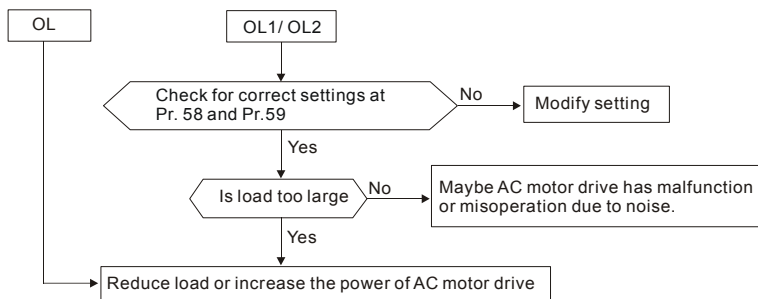 OL
OL1/ OL2
Check for correct settings at
Pr. 58 and Pr.59
No
Modify setting
Yes
Is load too large
No
Maybe AC motor drive has malfunction
or misoperation due to noise.
Yes
Reduce load or increase the power of AC motor drive